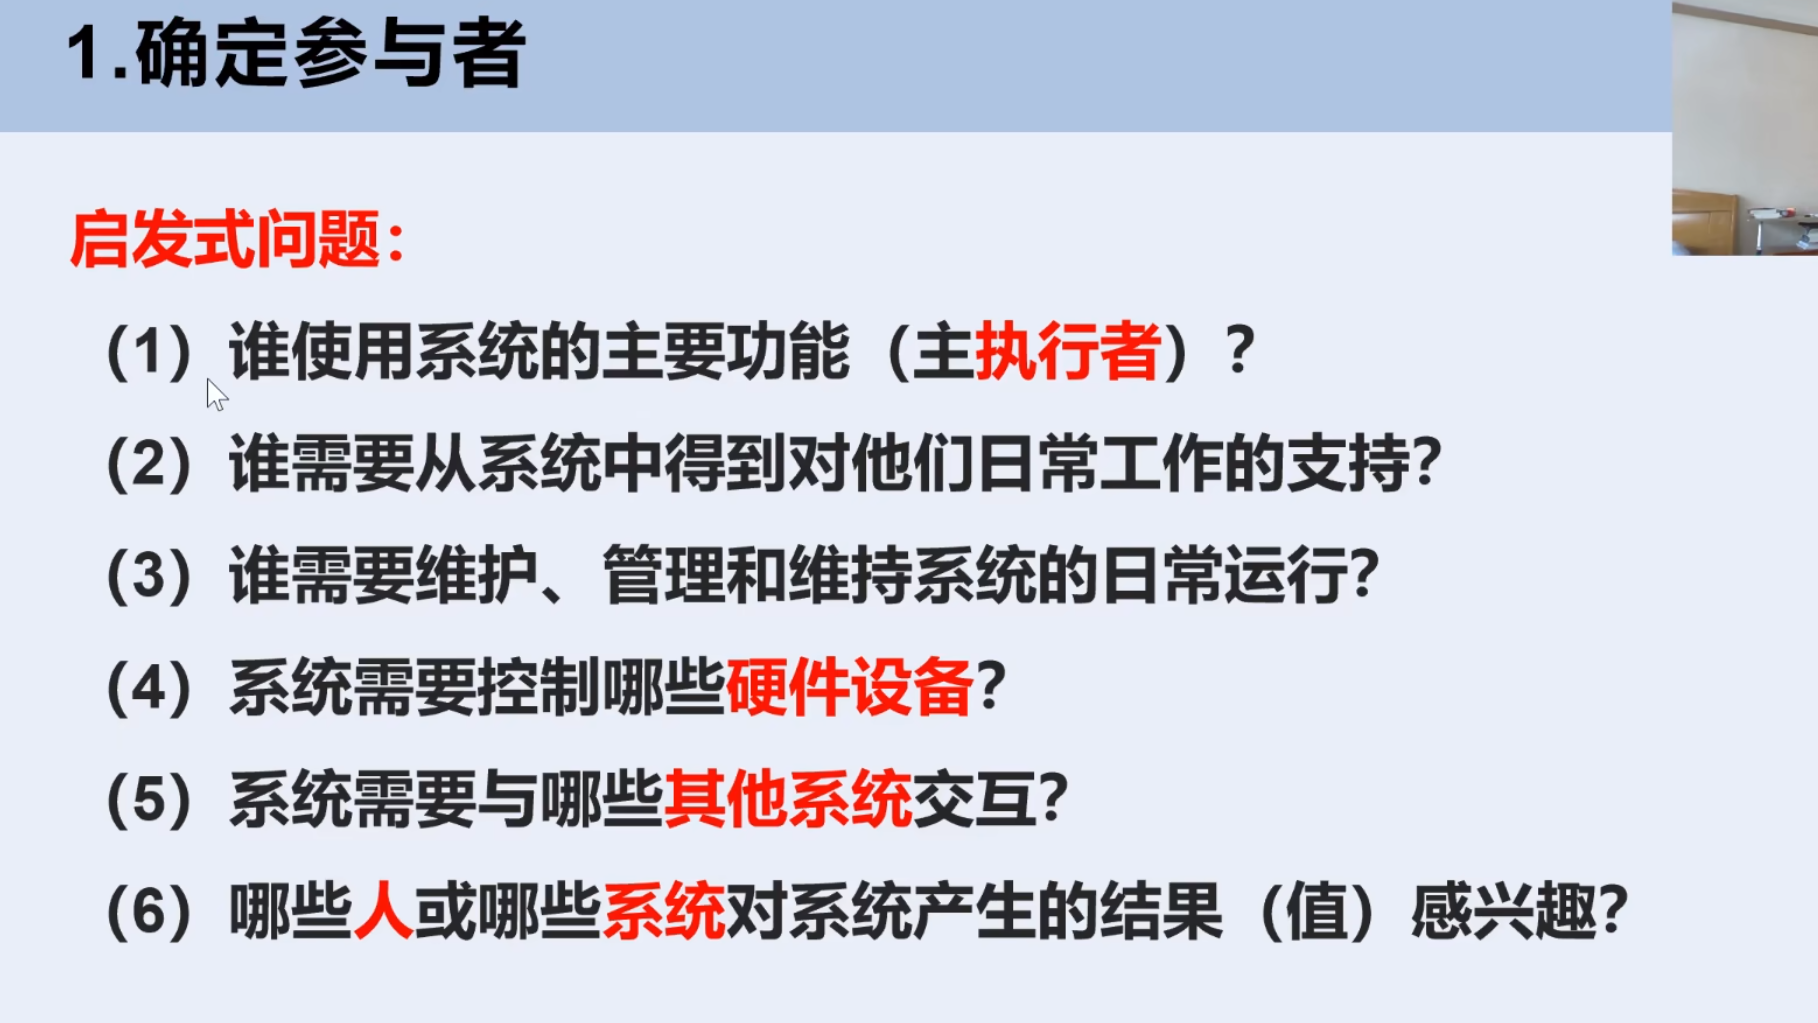 1.确定参与者
启发式问题：
（1）谁使用系统的主要功能（主执行者）？
（2）谁需要从系统中得到对他们日常工作的支持?
（3）谁需要维护、管理和维持系统的日常运行?
（4）系统需要控制哪些硬件设备?
（5）系统需要与哪些其他系统交互?
（6）哪些人或哪些系统对系统产生的结果（值）感兴趣?